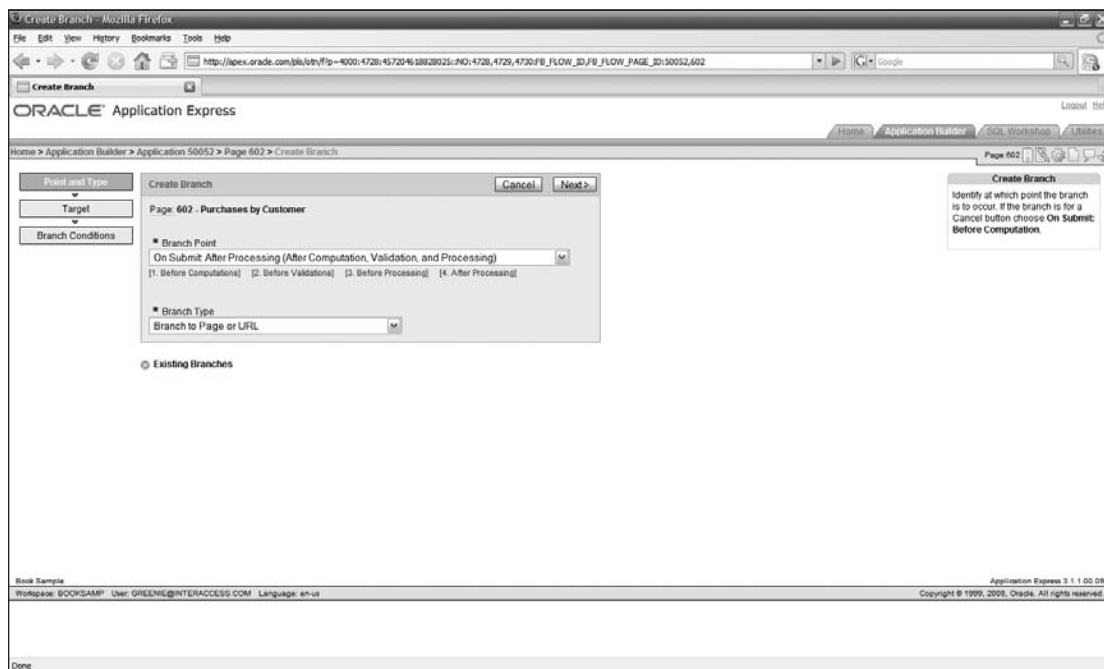 Create Branch - Mozilla Firefox
File Edit View History Bookmarks Tools Help
http://apex.oracle.com/pls/otn/f?p=4000:4728:457204618828025::NO:4728,4729,4730:FB_FLOW_ID,FB_FLOW_PAGE_ID:50052,602
Google
Create Branch
ORACLE Application Express
Logout Hel
Home Application Builder SQL Workshop Utilities
Home > Application Builder > Application 50052 > Page 602 > Create Branch
Page 602
Point and Type
Target
Branch Conditions
Create Branch
Cancel
Next >
Page: 602 - Purchases by Customer
Branch Point
On Submit: After Processing (After Computation, Validation, and Processing)
[1. Before Computations] [2. Before Validations] [3. Before Processing] [4. After Processing]
Branch Type
Branch to Page or URL
Existing Branches
Create Branch
Identify at which point the branch
is to occur. If the branch is for a
Cancel button choose On Submit:
Before Computation.
Book Sample
Application Express 3.1.1.00.09
Workspace: BOOKSAMP User: GREENIE@INTERACCESS.COM Language: en-us
Copyright © 1999, 2008, Oracle. All rights reserved.
Done